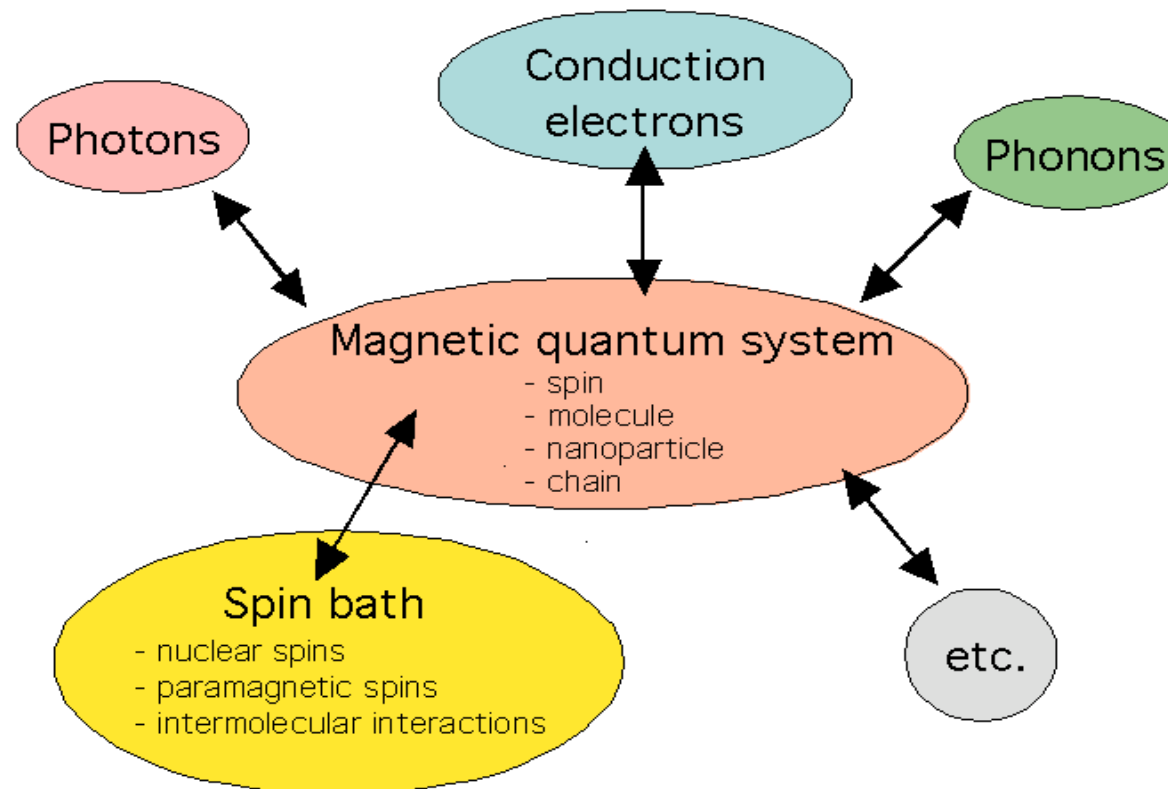 Conduction
electrons
Photons
Phonons
Magnetic quantum system
- spin
- molecule
- nanoparticle
- chain
Spin bath
- nuclear spins
- paramagnetic spins
- intermolecular interactions
etc.